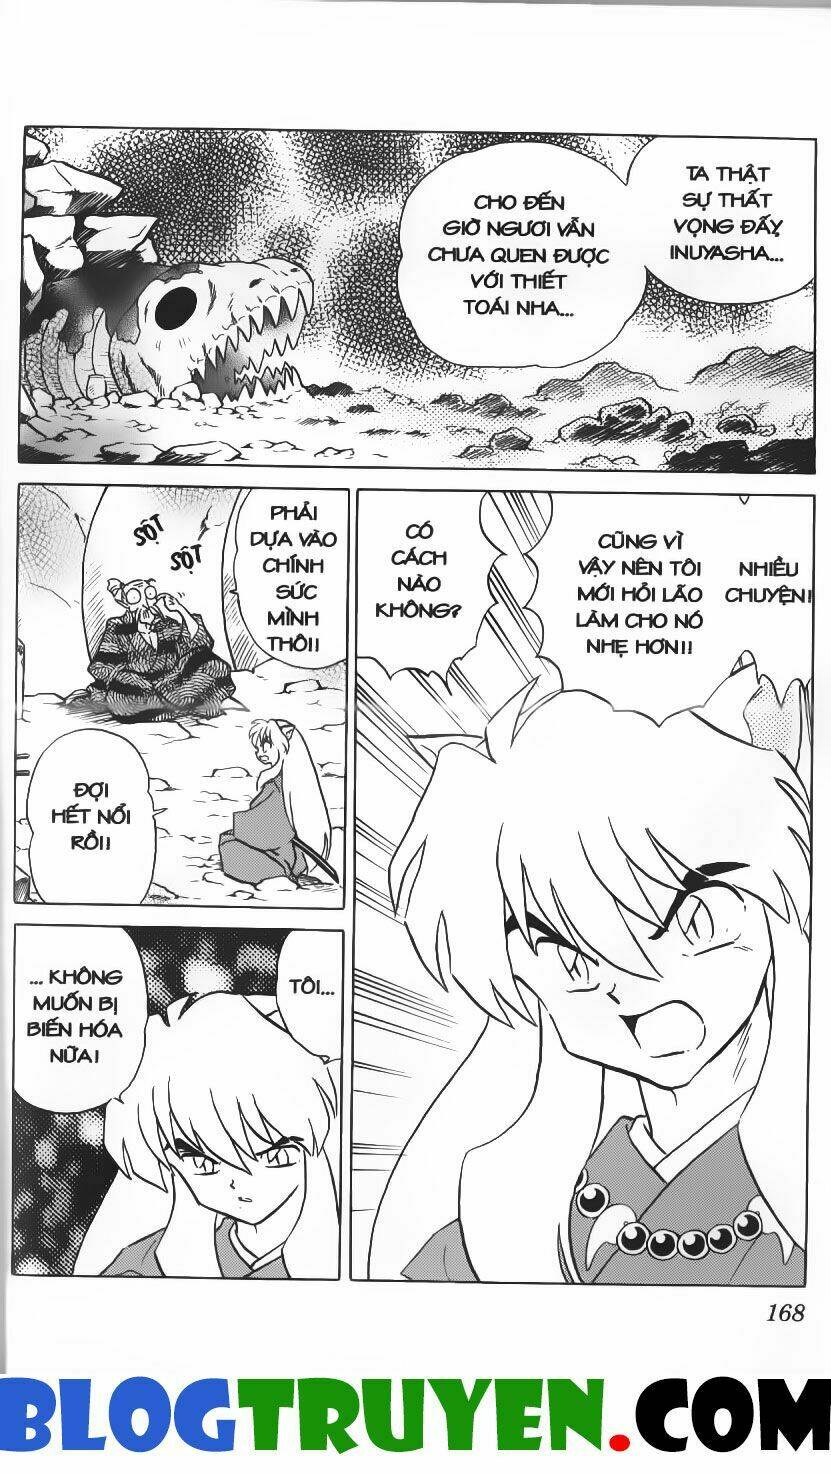 TA THẬT
SỰ THẤT
VỌNG ĐẤY,
INUYASHA...
CHO ĐẾN
GIỜ NGƯƠI VẪN
CHƯA QUEN ĐƯỢC
VỚI THIẾT
TOÁI NHA...
NHIỀU
CHUYỆN!
CŨNG VÌ
VẬY NÊN TÔI
MỚI HỎI LÃO
LÀM CHO NÓ
NHẸ HƠN!!
CÓ
CÁCH
NÀO
KHÔNG?
PHẢI
DỰA VÀO
CHÍNH
SỨC
MÌNH
THÔI!
SỘT
SỘT
ĐỢI
HẾT NỔI
RỒI!
TÔI...
... KHÔNG
MUỐN BỊ
BIẾN HÓA
NỮA!
168
BLOGTRUYEN.COM